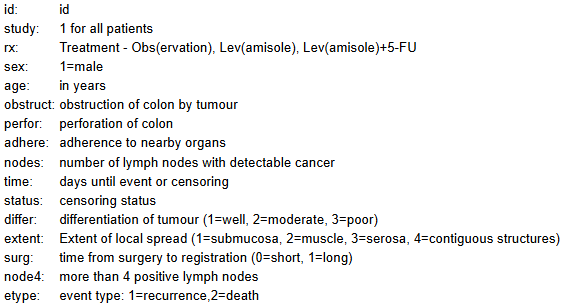 id: id
study: 1 for all patients
rx: Treatment - Obs(ervation), Lev(amisole), Lev(amisole)+5-FU
sex: 1=male
age: in years
obstruct: obstruction of colon by tumour
perfor: perforation of colon
adhere: adherence to nearby organs
nodes: number of lymph nodes with detectable cancer
time: days until event or censoring
status: censoring status
differ: differentiation of tumour (1=well, 2=moderate, 3=poor)
extent: Extent of local spread (1=submucosa, 2=muscle, 3=serosa, 4=contiguous structures)
surg: time from surgery to registration (0=short, 1=long)
node4: more than 4 positive lymph nodes
etype: event type: 1=recurrence,2=death